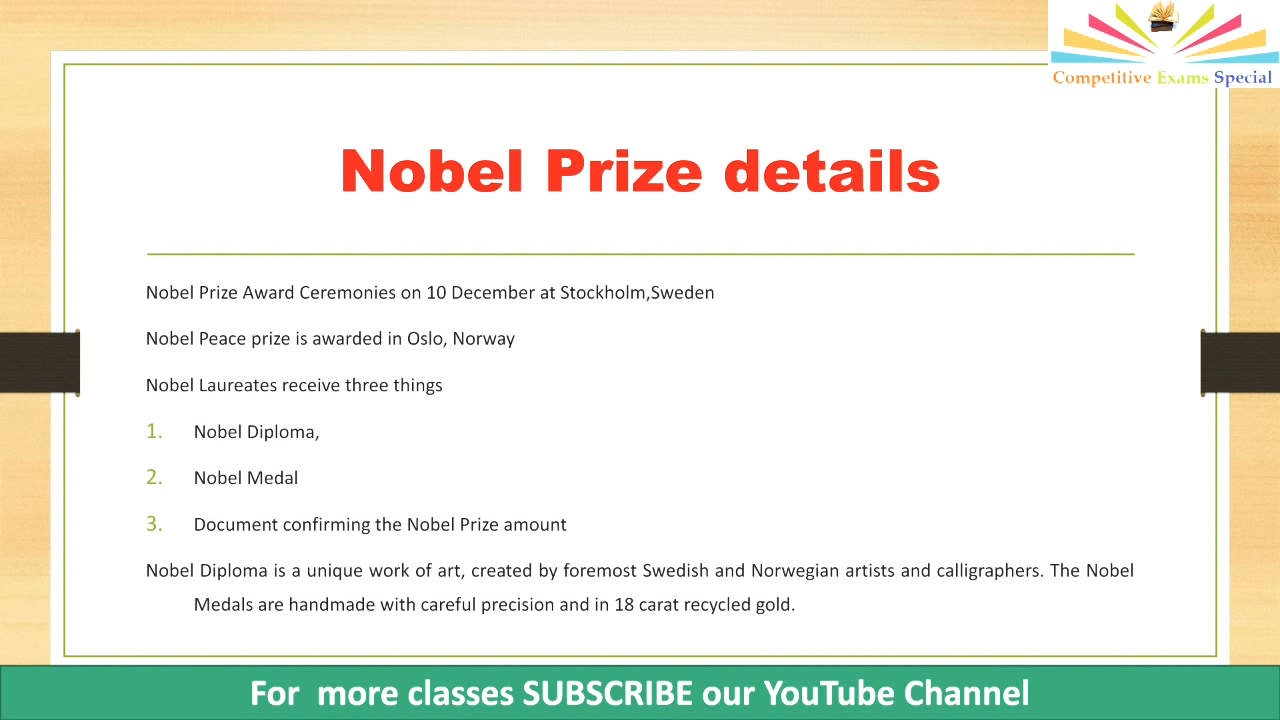 Competitive Exams Special
Nobel Prize details
Nobel Prize Award Ceremonies on 10 December at Stockholm,Sweden
Nobel Peace prize is awarded in Oslo, Norway
Nobel Laureates receive three things
1. Nobel Diploma,
2. Nobel Medal
3. Document confirming the Nobel Prize amount
Nobel Diploma is a unique work of art, created by foremost Swedish and Norwegian artists and calligraphers. The Nobel
Medals are handmade with careful precision and in 18 carat recycled gold.
For more classes SUBSCRIBE our YouTube Channel